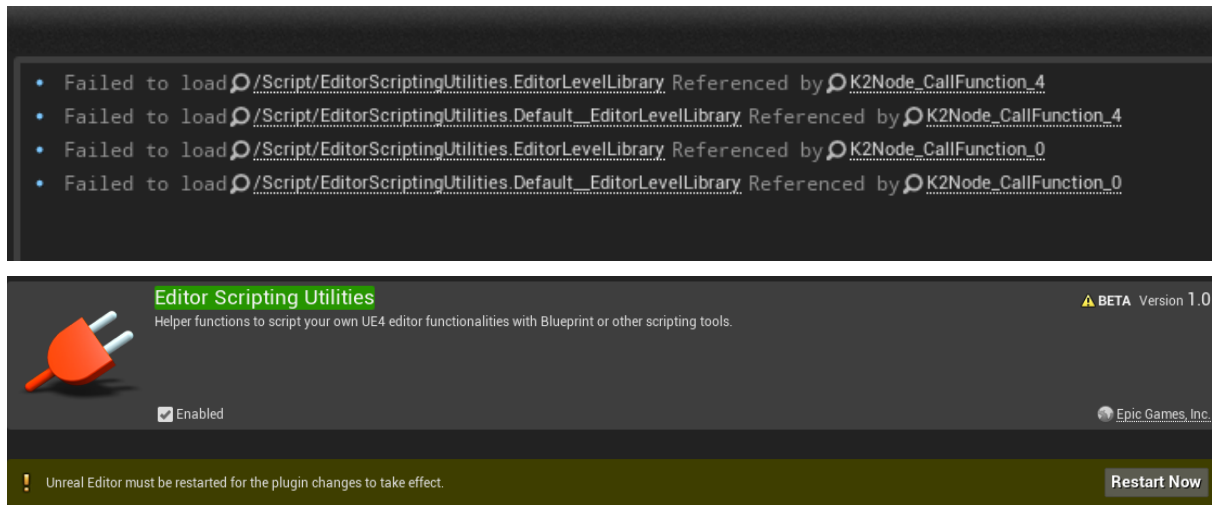 • Failed to load /Script/EditorScriptingUtilities.EditorLevelLibrary Referenced by K2Node_CallFunction_4
• Failed to load /Script/EditorScriptingUtilities.Default__EditorLevelLibrary Referenced by K2Node_CallFunction_4
• Failed to load /Script/EditorScriptingUtilities.EditorLevelLibrary Referenced by K2Node_CallFunction_0
• Failed to load /Script/EditorScriptingUtilities.Default__EditorLevelLibrary Referenced by K2Node_CallFunction_0
Editor Scripting Utilities BETA Version 1.0
Helper functions to script your own UE4 editor functionalities with Blueprint or other scripting tools.
Enabled Epic Games, Inc.
Unreal Editor must be restarted for the plugin changes to take effect. Restart Now